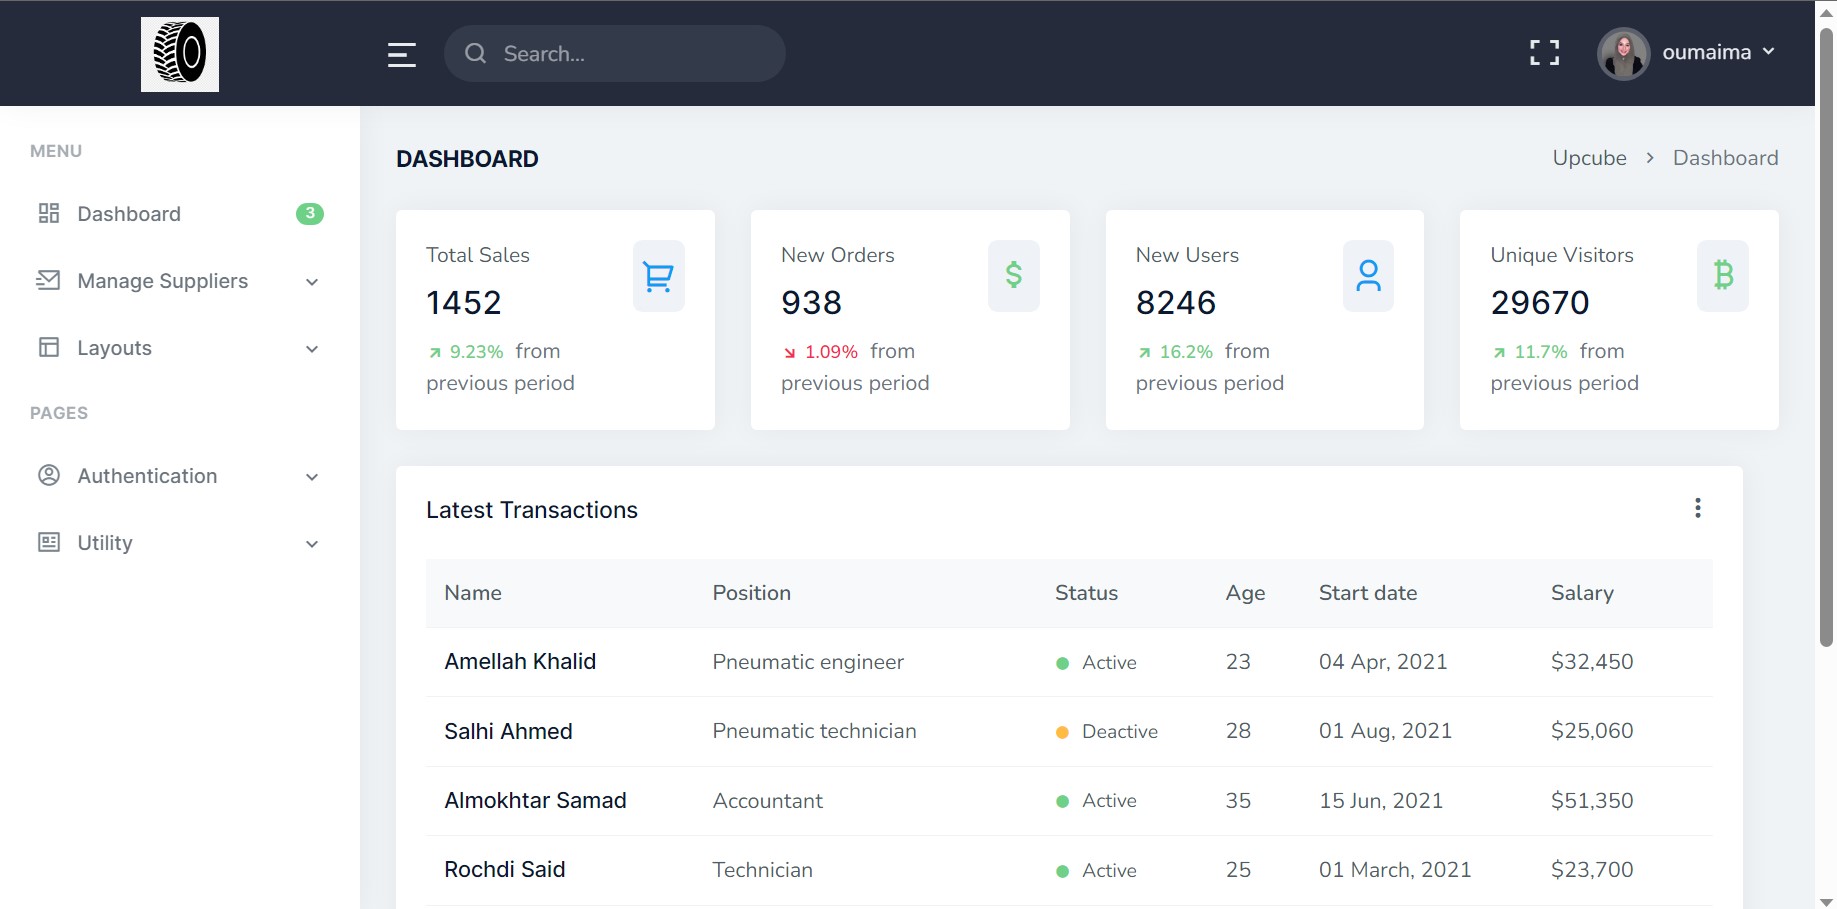 Search...
oumaima
MENU
Dashboard 3
Manage Suppliers
Layouts
PAGES
Authentication
Utility
DASHBOARD
Upcube > Dashboard
Total Sales
1452
9.23% from
previous period
New Orders
938
1.09% from
previous period
New Users
8246
16.2% from
previous period
Unique Visitors
29670
11.7% from
previous period
Latest Transactions
Name Position Status Age Start date Salary
Amellah Khalid Pneumatic engineer Active 23 04 Apr, 2021 $32,450
Salhi Ahmed Pneumatic technician Deactive 28 01 Aug, 2021 $25,060
Almokhtar Samad Accountant Active 35 15 Jun, 2021 $51,350
Rochdi Said Technician Active 25 01 March, 2021 $23,700